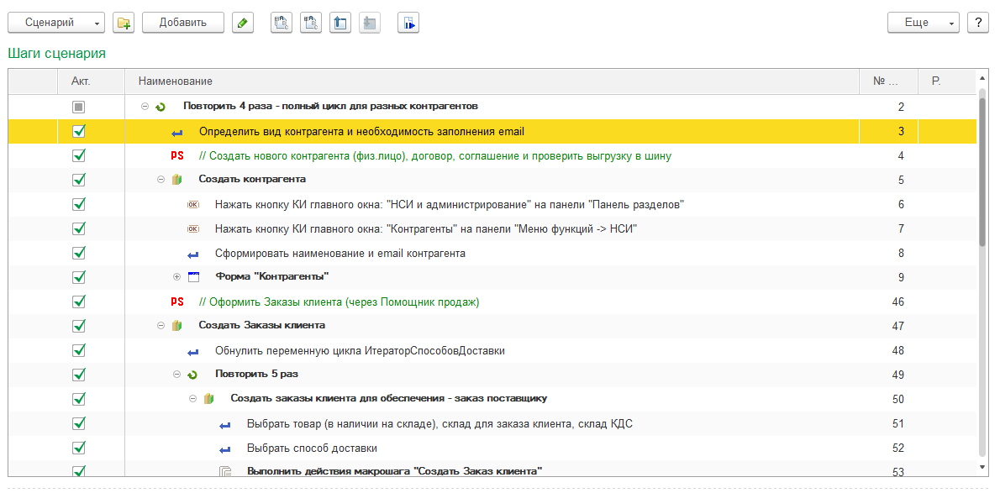 Сценарий Добавить Еще ?
Шаги сценария
Акт. Наименование № ... Р.
Повторить 4 раза - полный цикл для разных контрагентов 2
Определить вид контрагента и необходимость заполнения email 3
PS // Создать нового контрагента (физ.лицо), договор, соглашение и проверить выгрузку в шину 4
Создать контрагента 5
OK Нажать кнопку КИ главного окна: "НСИ и администрирование" на панели "Панель разделов" 6
OK Нажать кнопку КИ главного окна: "Контрагенты" на панели "Меню функций -> НСИ" 7
Сформировать наименование и email контрагента 8
Форма "Контрагенты" 9
PS // Оформить Заказы клиента (через Помощник продаж) 46
Создать Заказы клиента 47
Обнулить переменную цикла ИтераторСпособовДоставки 48
Повторить 5 раз 49
Создать заказы клиента для обеспечения - заказ поставщику 50
Выбрать товар (в наличии на складе), склад для заказа клиента, склад КДС 51
Выбрать способ доставки 52
Выполнить действия макрошага "Создать Заказ клиента" 53